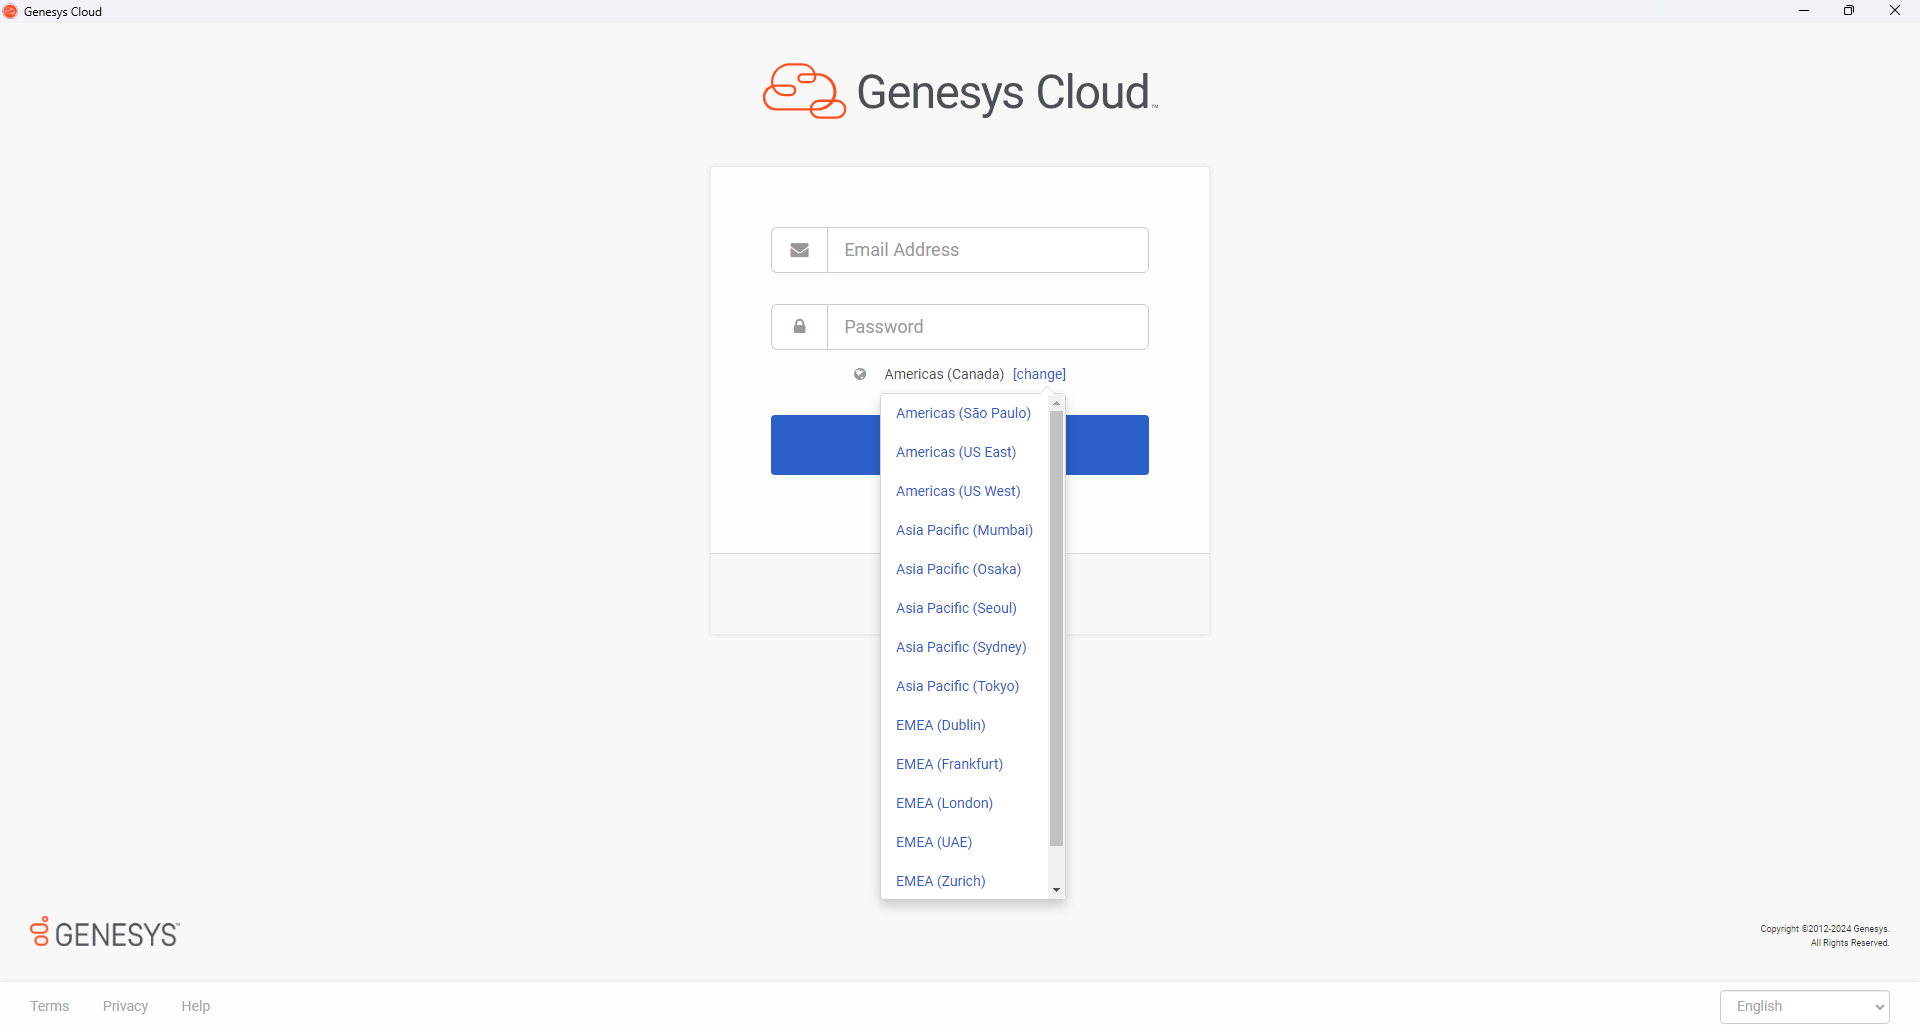 Genesys Cloud
Genesys Cloud™
Email Address
Password
Americas (Canada) [change]
Americas (São Paulo)
Americas (US East)
Americas (US West)
Asia Pacific (Mumbai)
Asia Pacific (Osaka)
Asia Pacific (Seoul)
Asia Pacific (Sydney)
Asia Pacific (Tokyo)
EMEA (Dublin)
EMEA (Frankfurt)
EMEA (London)
EMEA (UAE)
EMEA (Zurich)
GENESYS™
Copyright ©2012-2024 Genesys.
All Rights Reserved.
Terms Privacy Help
English